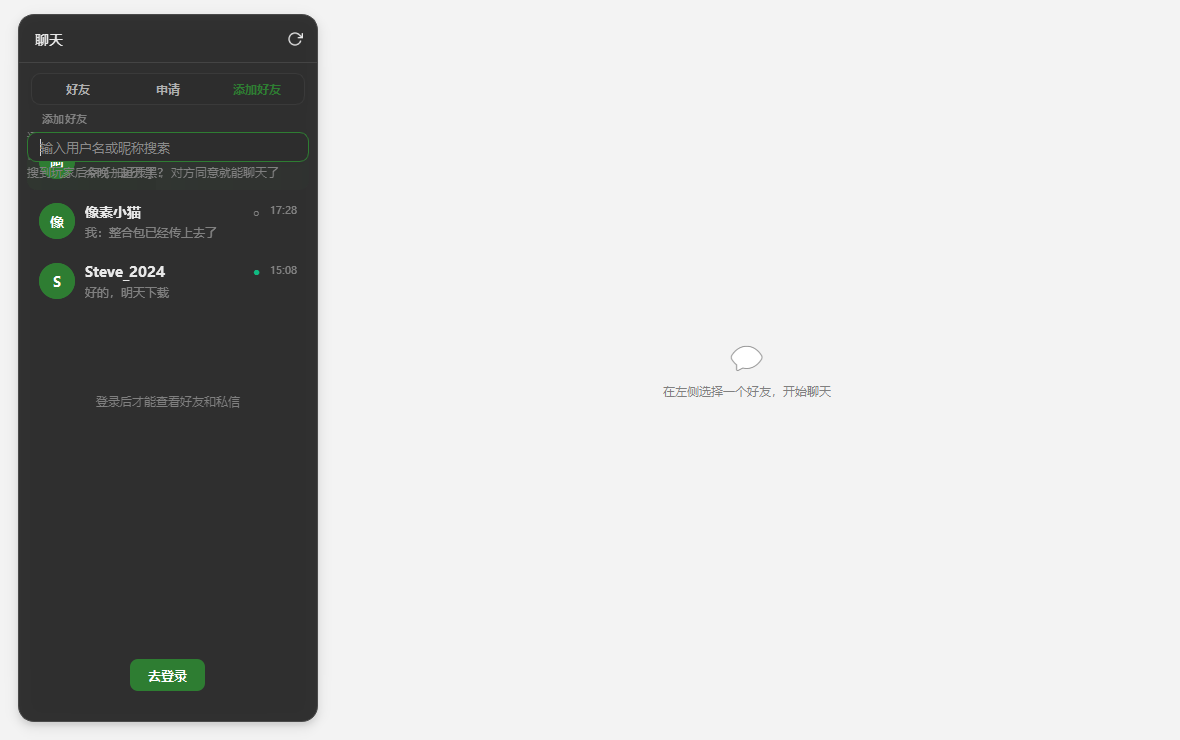 聊天
好友
申请
添加好友
添加好友
输入用户名或昵称搜索
对方同意就能聊天了
像
像素小猫
17:28
我：整合包已经传上去了
S
Steve_2024
15:08
好的，明天下载
登录后才能查看好友和私信
去登录
在左侧选择一个好友，开始聊天